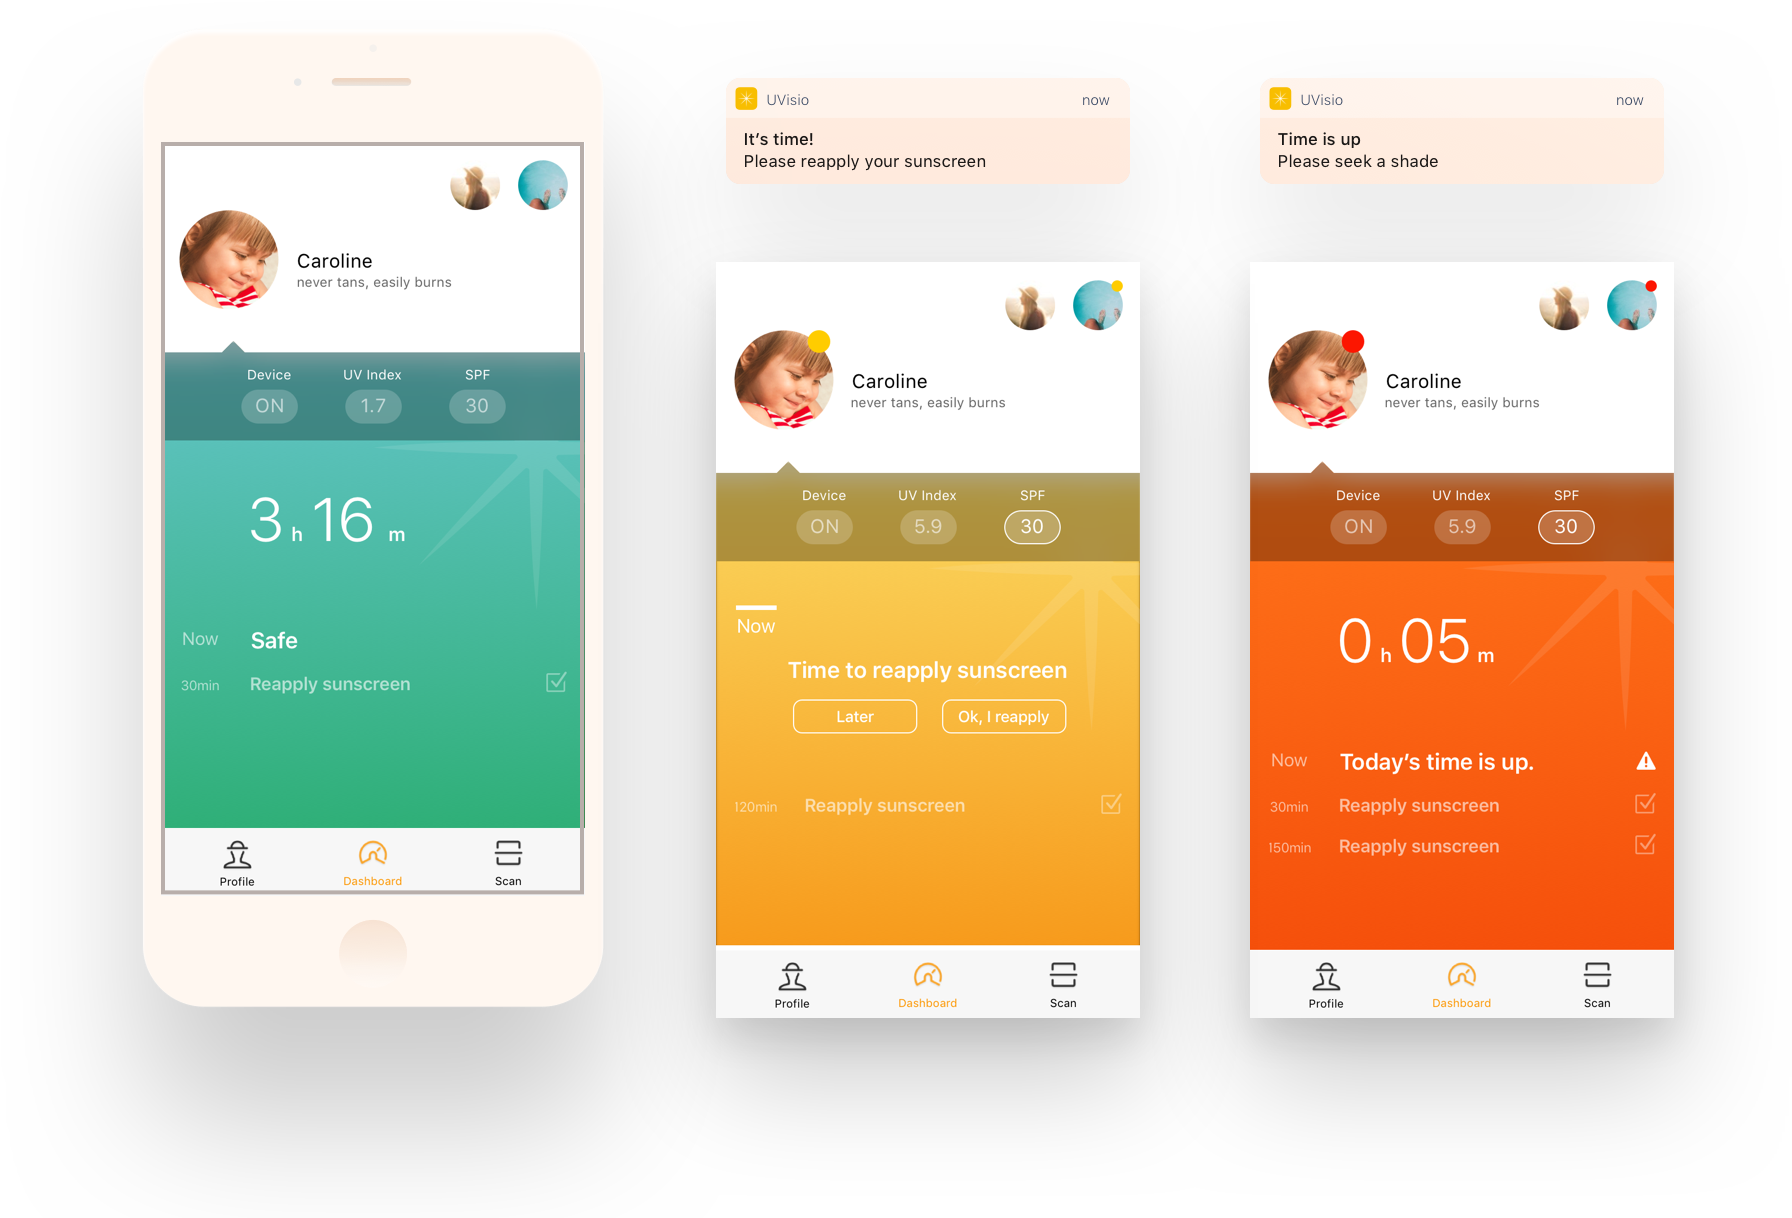 Caroline
never tans, easily burns
Device UV Index SPF
ON 1.7 30
3 h 16 m
Now Safe
30min Reapply sunscreen
Profile Dashboard Scan
UVisio now
It’s time!
Please reapply your sunscreen
Caroline
never tans, easily burns
Device UV Index SPF
ON 5.9 30
Now
Time to reapply sunscreen
Later Ok, I reapply
120min Reapply sunscreen
Profile Dashboard Scan
UVisio now
Time is up
Please seek a shade
Caroline
never tans, easily burns
Device UV Index SPF
ON 5.9 30
0 h 05 m
Now Today’s time is up.
30min Reapply sunscreen
150min Reapply sunscreen
Profile Dashboard Scan